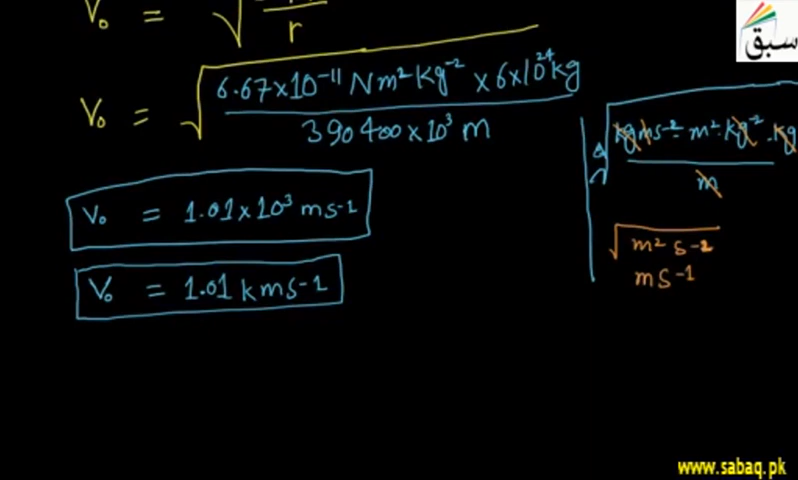 سبق
V₀ = √ r
V₀ = √ 6.67×10⁻¹¹ Nm² Kg⁻² × 6×10²⁴ kg
390400×10³ m
kg m s⁻² m². kg⁻². kg
m
V₀ = 1.01×10³ ms-1
√ m² s-2
V₀ = 1.01 kms-1
ms-1
www.sabaq.pk